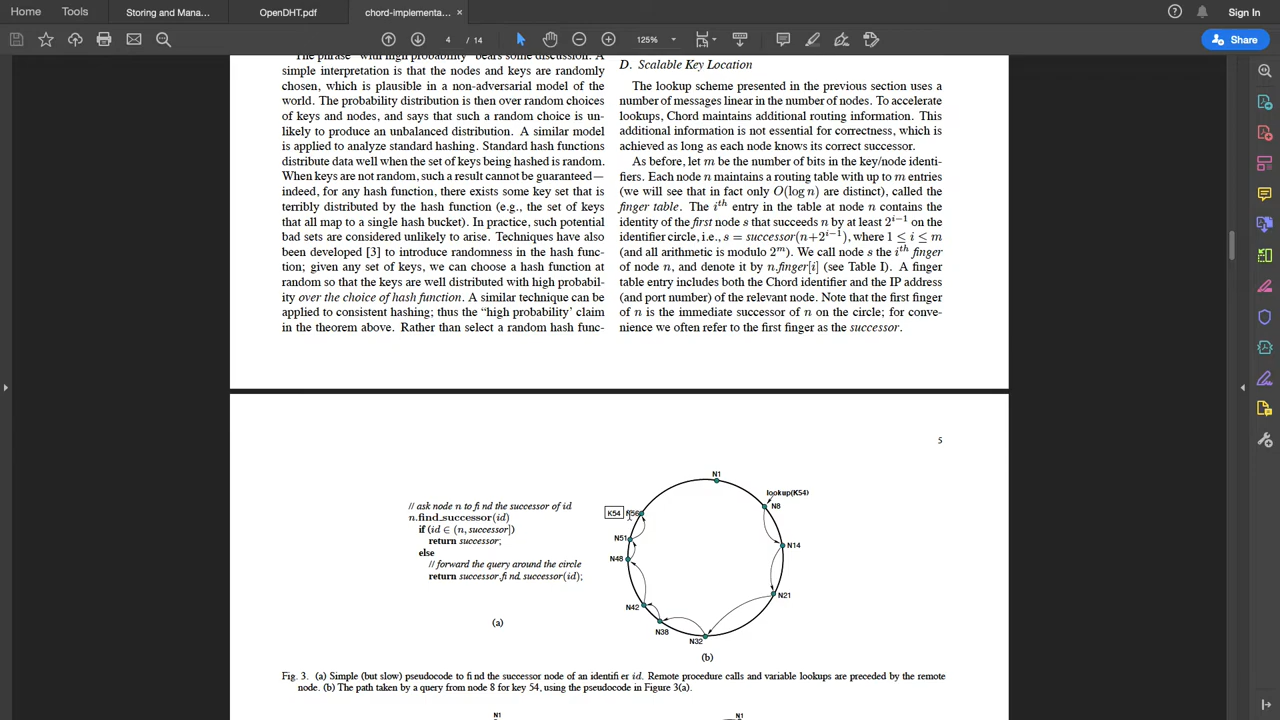 Home
Tools
Storing and Mana...
OpenDHT.pdf
chord-implementa...
Sign In
4 / 14
125%
Share
The phrase "with high probability" bears some discussion. A
simple interpretation is that the nodes and keys are randomly
chosen, which is plausible in a non-adversarial model of the
world. The probability distribution is then over random choices
of keys and nodes, and says that such a random choice is un-
likely to produce an unbalanced distribution. A similar model
is applied to analyze standard hashing. Standard hash functions
distribute data well when the set of keys being hashed is random.
When keys are not random, such a result cannot be guaranteed—
indeed, for any hash function, there exists some key set that is
terribly distributed by the hash function (e.g., the set of keys
that all map to a single hash bucket). In practice, such potential
bad sets are considered unlikely to arise. Techniques have also
been developed [3] to introduce randomness in the hash func-
tion; given any set of keys, we can choose a hash function at
random so that the keys are well distributed with high probabil-
ity over the choice of hash function. A similar technique can be
applied to consistent hashing; thus the "high probability' claim
in the theorem above. Rather than select a random hash func-
D. Scalable Key Location
The lookup scheme presented in the previous section uses a
number of messages linear in the number of nodes. To accelerate
lookups, Chord maintains additional routing information. This
additional information is not essential for correctness, which is
achieved as long as each node knows its correct successor.
As before, let m be the number of bits in the key/node identi-
fiers. Each node n maintains a routing table with up to m entries
(we will see that in fact only O(log n) are distinct), called the
finger table. The i^th entry in the table at node n contains the
identity of the first node s that succeeds n by at least 2^{i−1} on the
identifier circle, i.e., s = successor(n+2^{i−1}), where 1 ≤ i ≤ m
(and all arithmetic is modulo 2^m). We call node s the i^th finger
of node n, and denote it by n.finger[i] (see Table I). A finger
table entry includes both the Chord identifier and the IP address
(and port number) of the relevant node. Note that the first finger
of n is the immediate successor of n on the circle; for conve-
nience we often refer to the first finger as the successor.
5
// ask node n to find the successor of id
n.find_successor(id)
if (id ∈ (n, successor])
return successor;
else
// forward the query around the circle
return successor.find_successor(id);
(a)
N1
lookup(K54)
N8
K54
N56
N14
N51
N48
N21
N42
N38
N32
(b)
Fig. 3. (a) Simple (but slow) pseudocode to find the successor node of an identifier id. Remote procedure calls and variable lookups are preceded by the remote
node. (b) The path taken by a query from node 8 for key 54, using the pseudocode in Figure 3(a).
N1
N1